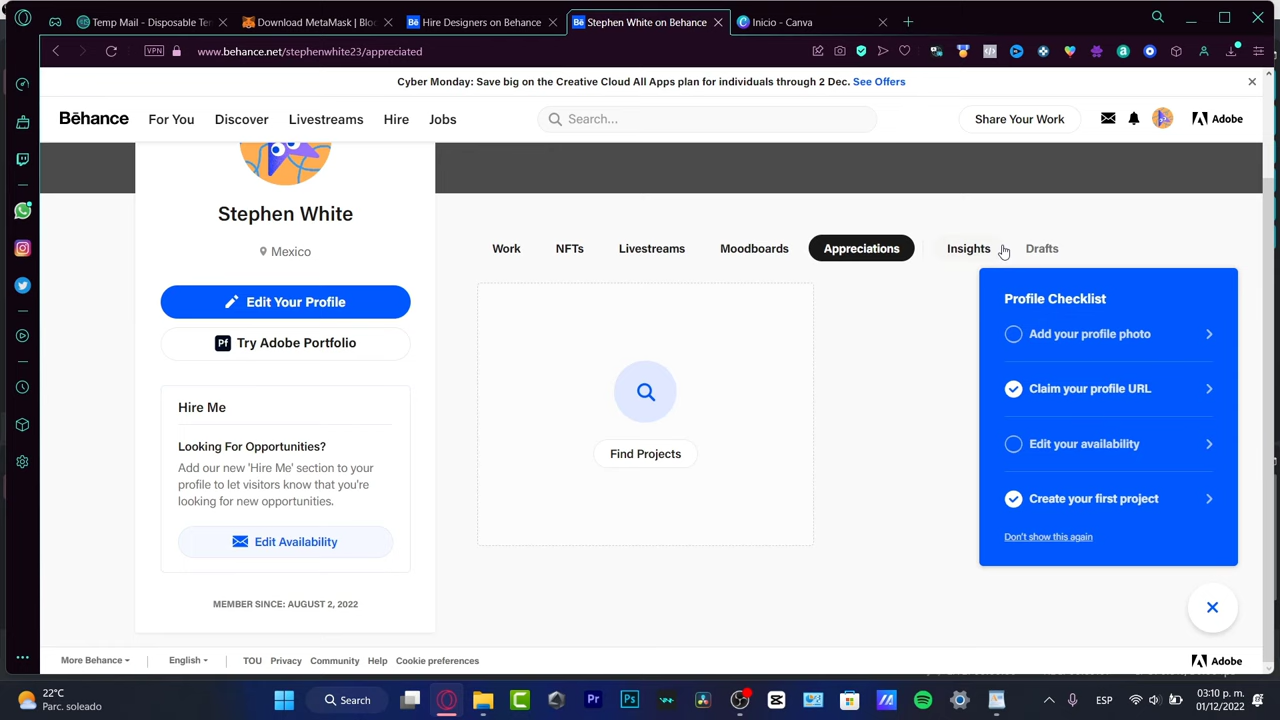 Temp Mail - Disposable Ten
Download MetaMask | Bloc
Hire Designers on Behance
Stephen White on Behance
Inicio - Canva
VPN
www.behance.net/stephenwhite23/appreciated
Cyber Monday: Save big on the Creative Cloud All Apps plan for individuals through 2 Dec. See Offers
Bēhance
For You
Discover
Livestreams
Hire
Jobs
Search...
Share Your Work
Adobe
Stephen White
Mexico
Edit Your Profile
Pf Try Adobe Portfolio
Hire Me
Looking For Opportunities?
Add our new 'Hire Me' section to your
profile to let visitors know that you're
looking for new opportunities.
Edit Availability
MEMBER SINCE: AUGUST 2, 2022
Work
NFTs
Livestreams
Moodboards
Appreciations
Insights
Drafts
Find Projects
Profile Checklist
Add your profile photo
Claim your profile URL
Edit your availability
Create your first project
Don't show this again
More Behance
English
TOU
Privacy
Community
Help
Cookie preferences
Adobe
22°C
Parc. soleado
Search
Pr
Ps
ESP
03:10 p. m.
01/12/2022